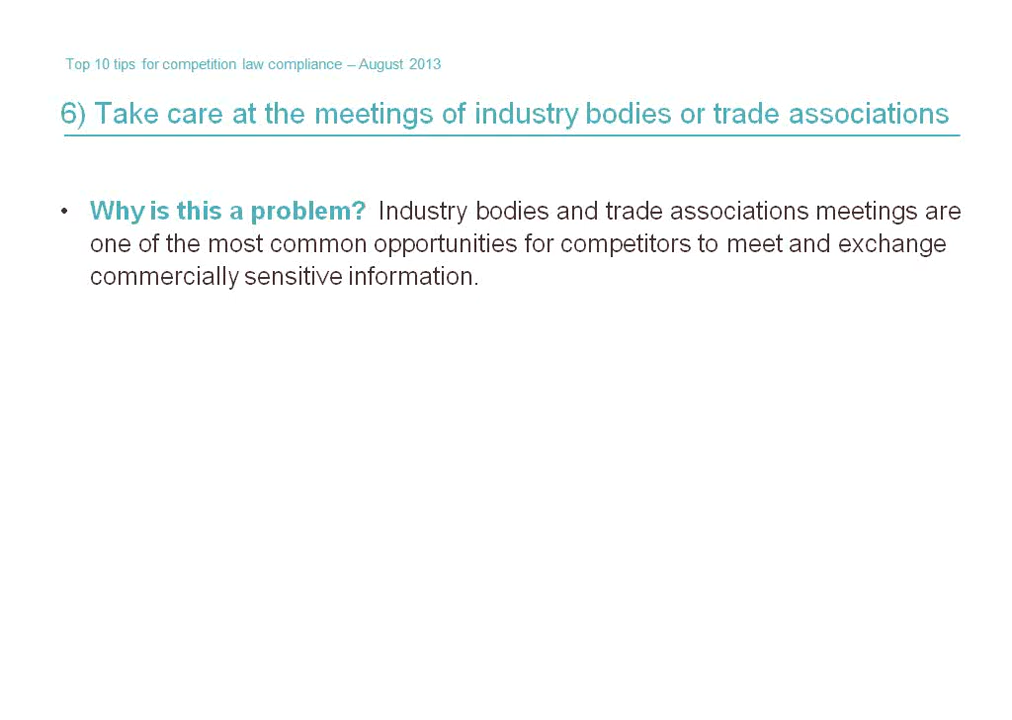 Top 10 tips for competition law compliance – August 2013
6) Take care at the meetings of industry bodies or trade associations
• Why is this a problem? Industry bodies and trade associations meetings are
one of the most common opportunities for competitors to meet and exchange
commercially sensitive information.